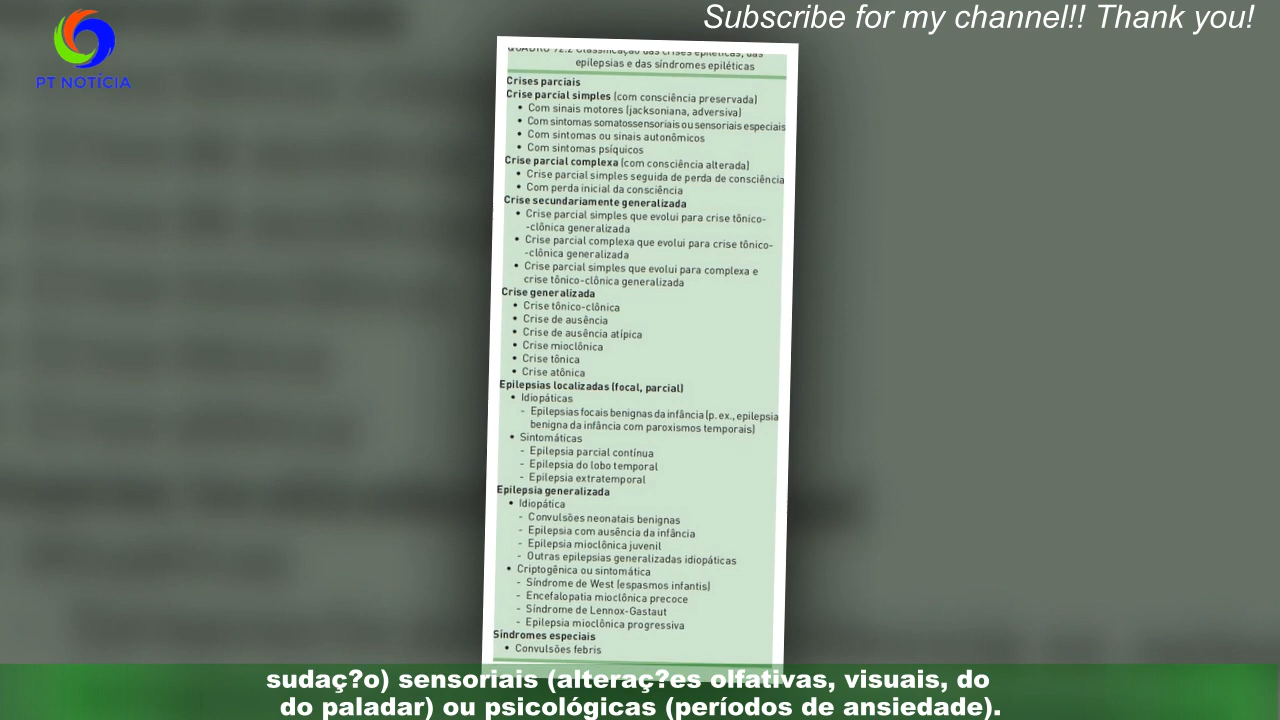 Subscribe for my channel!! Thank you!
PT NOTÍCIA
QUADRO 72.2 Classificação das crises epiléticas, das
epilepsias e das síndromes epiléticas
Crises parciais
Crise parcial simples (com consciência preservada)
• Com sinais motores (jacksoniana, adversiva)
• Com sintomas somatossensoriais ou sensoriais especiais
• Com sintomas ou sinais autonômicos
• Com sintomas psíquicos
Crise parcial complexa (com consciência alterada)
• Crise parcial simples seguida de perda de consciência
• Com perda inicial da consciência
Crise secundariamente generalizada
• Crise parcial simples que evolui para crise tônico-
-clônica generalizada
• Crise parcial complexa que evolui para crise tônico-
-clônica generalizada
• Crise parcial simples que evolui para complexa e
crise tônico-clônica generalizada
Crise generalizada
• Crise tônico-clônica
• Crise de ausência
• Crise de ausência atípica
• Crise mioclônica
• Crise tônica
• Crise atônica
Epilepsias localizadas (focal, parcial)
• Idiopáticas
- Epilepsias focais benignas da infância (p. ex., epilepsia
benigna da infância com paroxismos temporais)
• Sintomáticas
- Epilepsia parcial contínua
- Epilepsia do lobo temporal
- Epilepsia extratemporal
Epilepsia generalizada
• Idiopática
- Convulsões neonatais benignas
- Epilepsia com ausência da infância
- Epilepsia mioclônica juvenil
- Outras epilepsias generalizadas idiopáticas
• Criptogênica ou sintomática
- Síndrome de West (espasmos infantis)
- Encefalopatia mioclônica precoce
- Síndrome de Lennox-Gastaut
- Epilepsia mioclônica progressiva
Síndromes especiais
• Convulsões febris
sudaç?o) sensoriais (alteraç?es olfativas, visuais, do
do paladar) ou psicológicas (períodos de ansiedade).